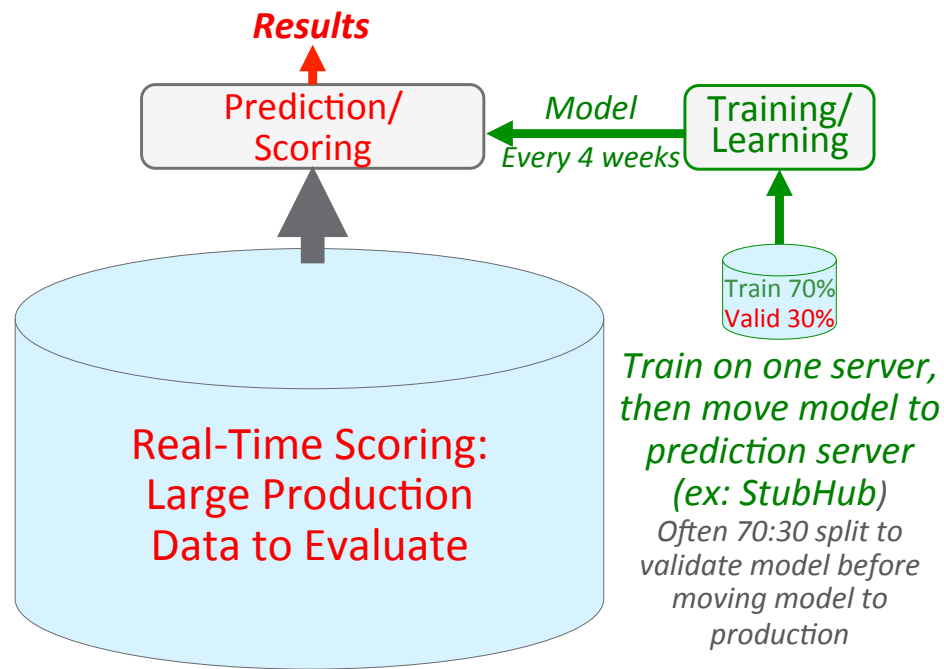 Results
Prediction/
Scoring
Model
Every 4 weeks
Training/
Learning
Train 70%
Valid 30%
Real-Time Scoring:
Large Production
Data to Evaluate
Train on one server,
then move model to
prediction server
(ex: StubHub)
Often 70:30 split to
validate model before
moving model to
production